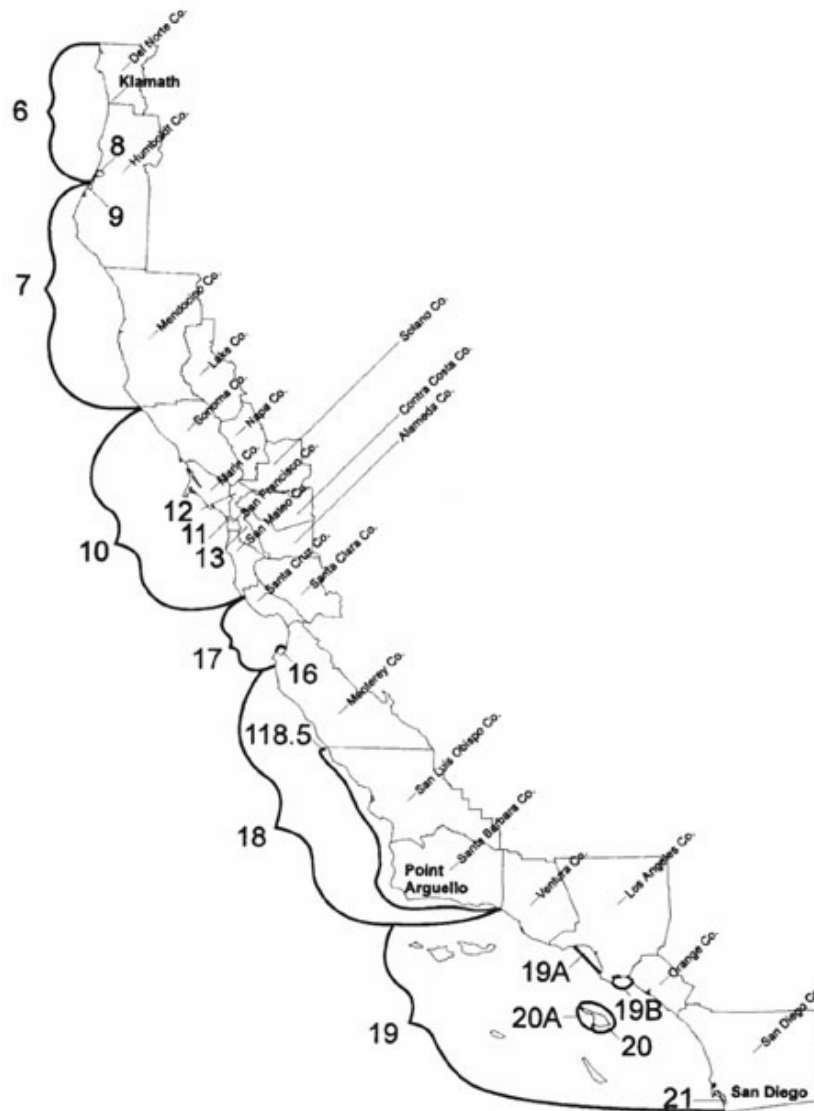 Del Norte Co.
Klamath
6
8
Humboldt Co.
9
7
Mendocino Co.
Solano Co.
Lake Co.
Contra Costa Co.
Sonoma Co.
Napa Co.
Alameda Co.
Marin Co.
12
San Francisco Co.
11
San Mateo Co.
10
13
Santa Cruz Co.
Santa Clara Co.
17
16
Monterey Co.
118.5
San Luis Obispo Co.
18
Santa Barbara Co.
Point
Arguello
Ventura Co.
Los Angeles Co.
19A
Orange Co.
19B
20A
19
20
San Diego Co.
21
San Diego